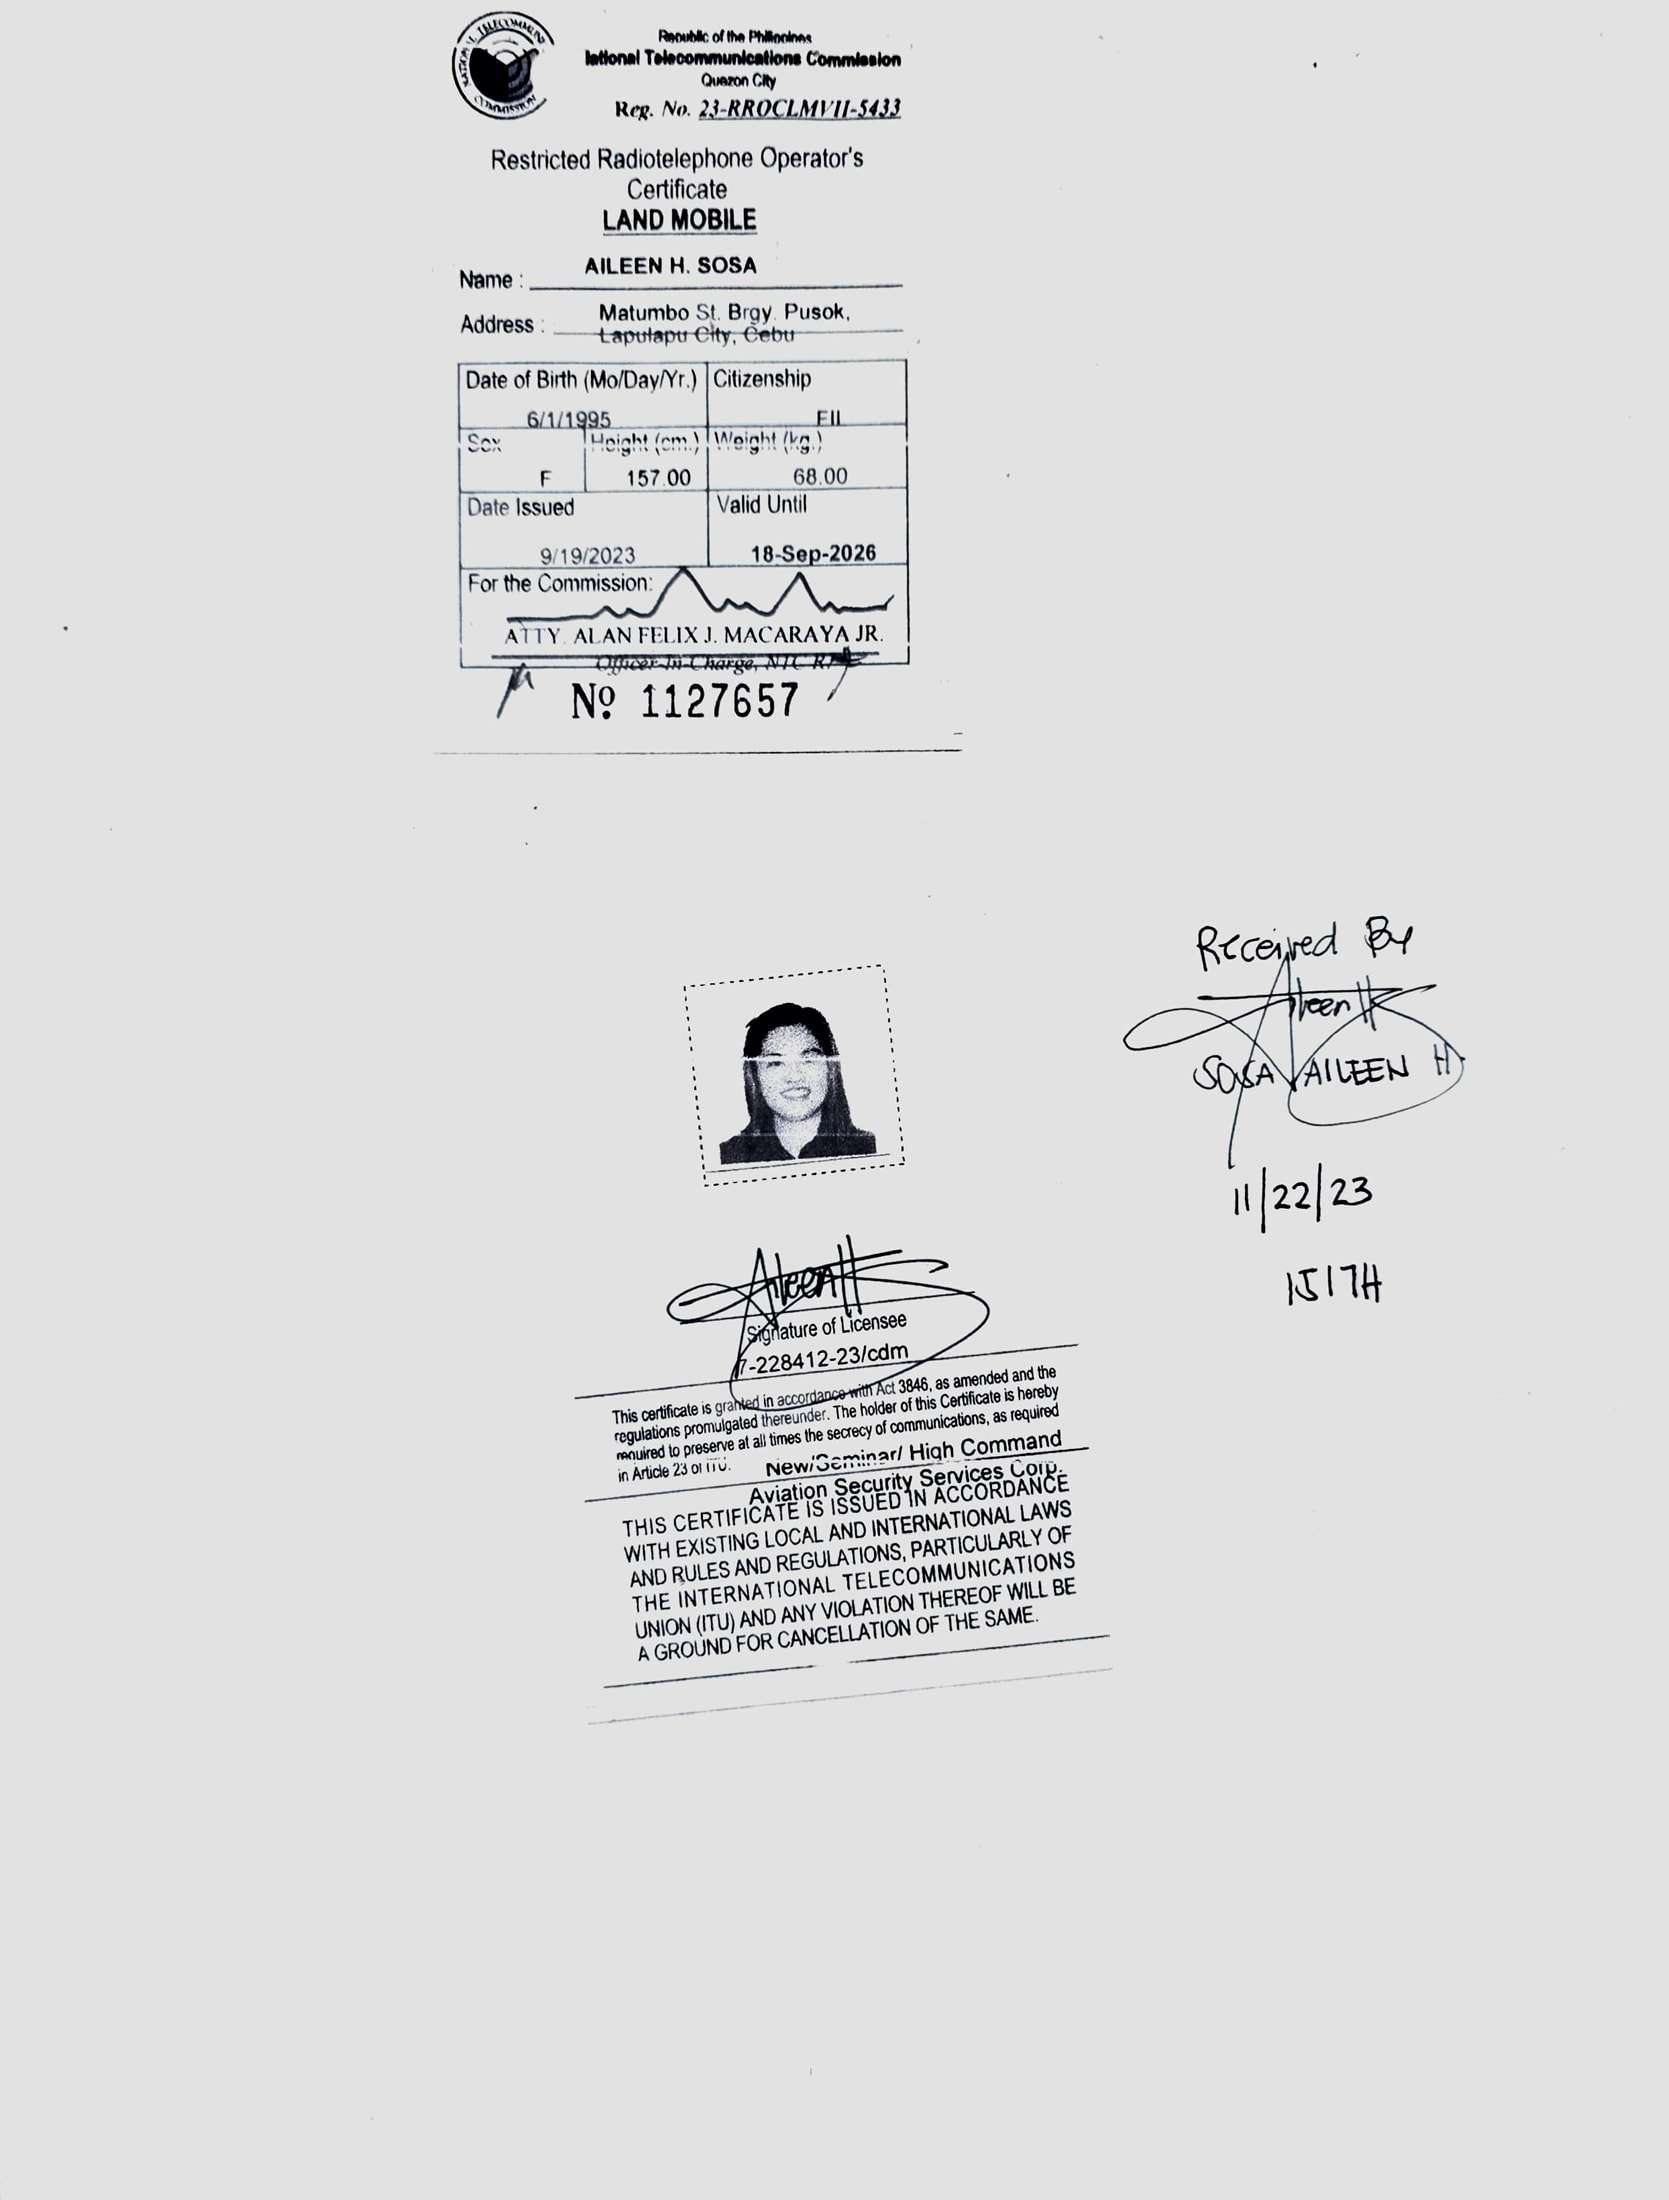 NATIONAL TELECOMMUNI
COMMISSION
Republic of the Philippines
National Telecommunications Commission
Quezon City
Reg. No. 23-RROCLMVII-5433
Restricted Radiotelephone Operator's
Certificate
LAND MOBILE
Name : AILEEN H. SOSA
Address : Matumbo St. Brgy. Pusok,
Lapulapu City, Cebu
Date of Birth (Mo/Day/Yr.) Citizenship
6/1/1995 FIL
Sex Height (cm.) Weight (kg.)
F 157.00 68.00
Date Issued Valid Until
9/19/2023 18-Sep-2026
For the Commission:
ATTY. ALAN FELIX J. MACARAYA JR.
Officer-In-Charge, NTC
Nº 1127657
Received By
Aileen H
SOSA, AILEEN H.
11/22/23
1517H
Aileen H
Signature of Licensee
7-228412-23/cdm
This certificate is granted in accordance with Act 3846, as amended and the
regulations promulgated thereunder. The holder of this Certificate is hereby
required to preserve at all times the secrecy of communications, as required
in Article 23 of ITU. New/Seminar/ High Command
Aviation Security Services Corp.
THIS CERTIFICATE IS ISSUED IN ACCORDANCE
WITH EXISTING LOCAL AND INTERNATIONAL LAWS
AND RULES AND REGULATIONS, PARTICULARLY OF
THE INTERNATIONAL TELECOMMUNICATIONS
UNION (ITU) AND ANY VIOLATION THEREOF WILL BE
A GROUND FOR CANCELLATION OF THE SAME.